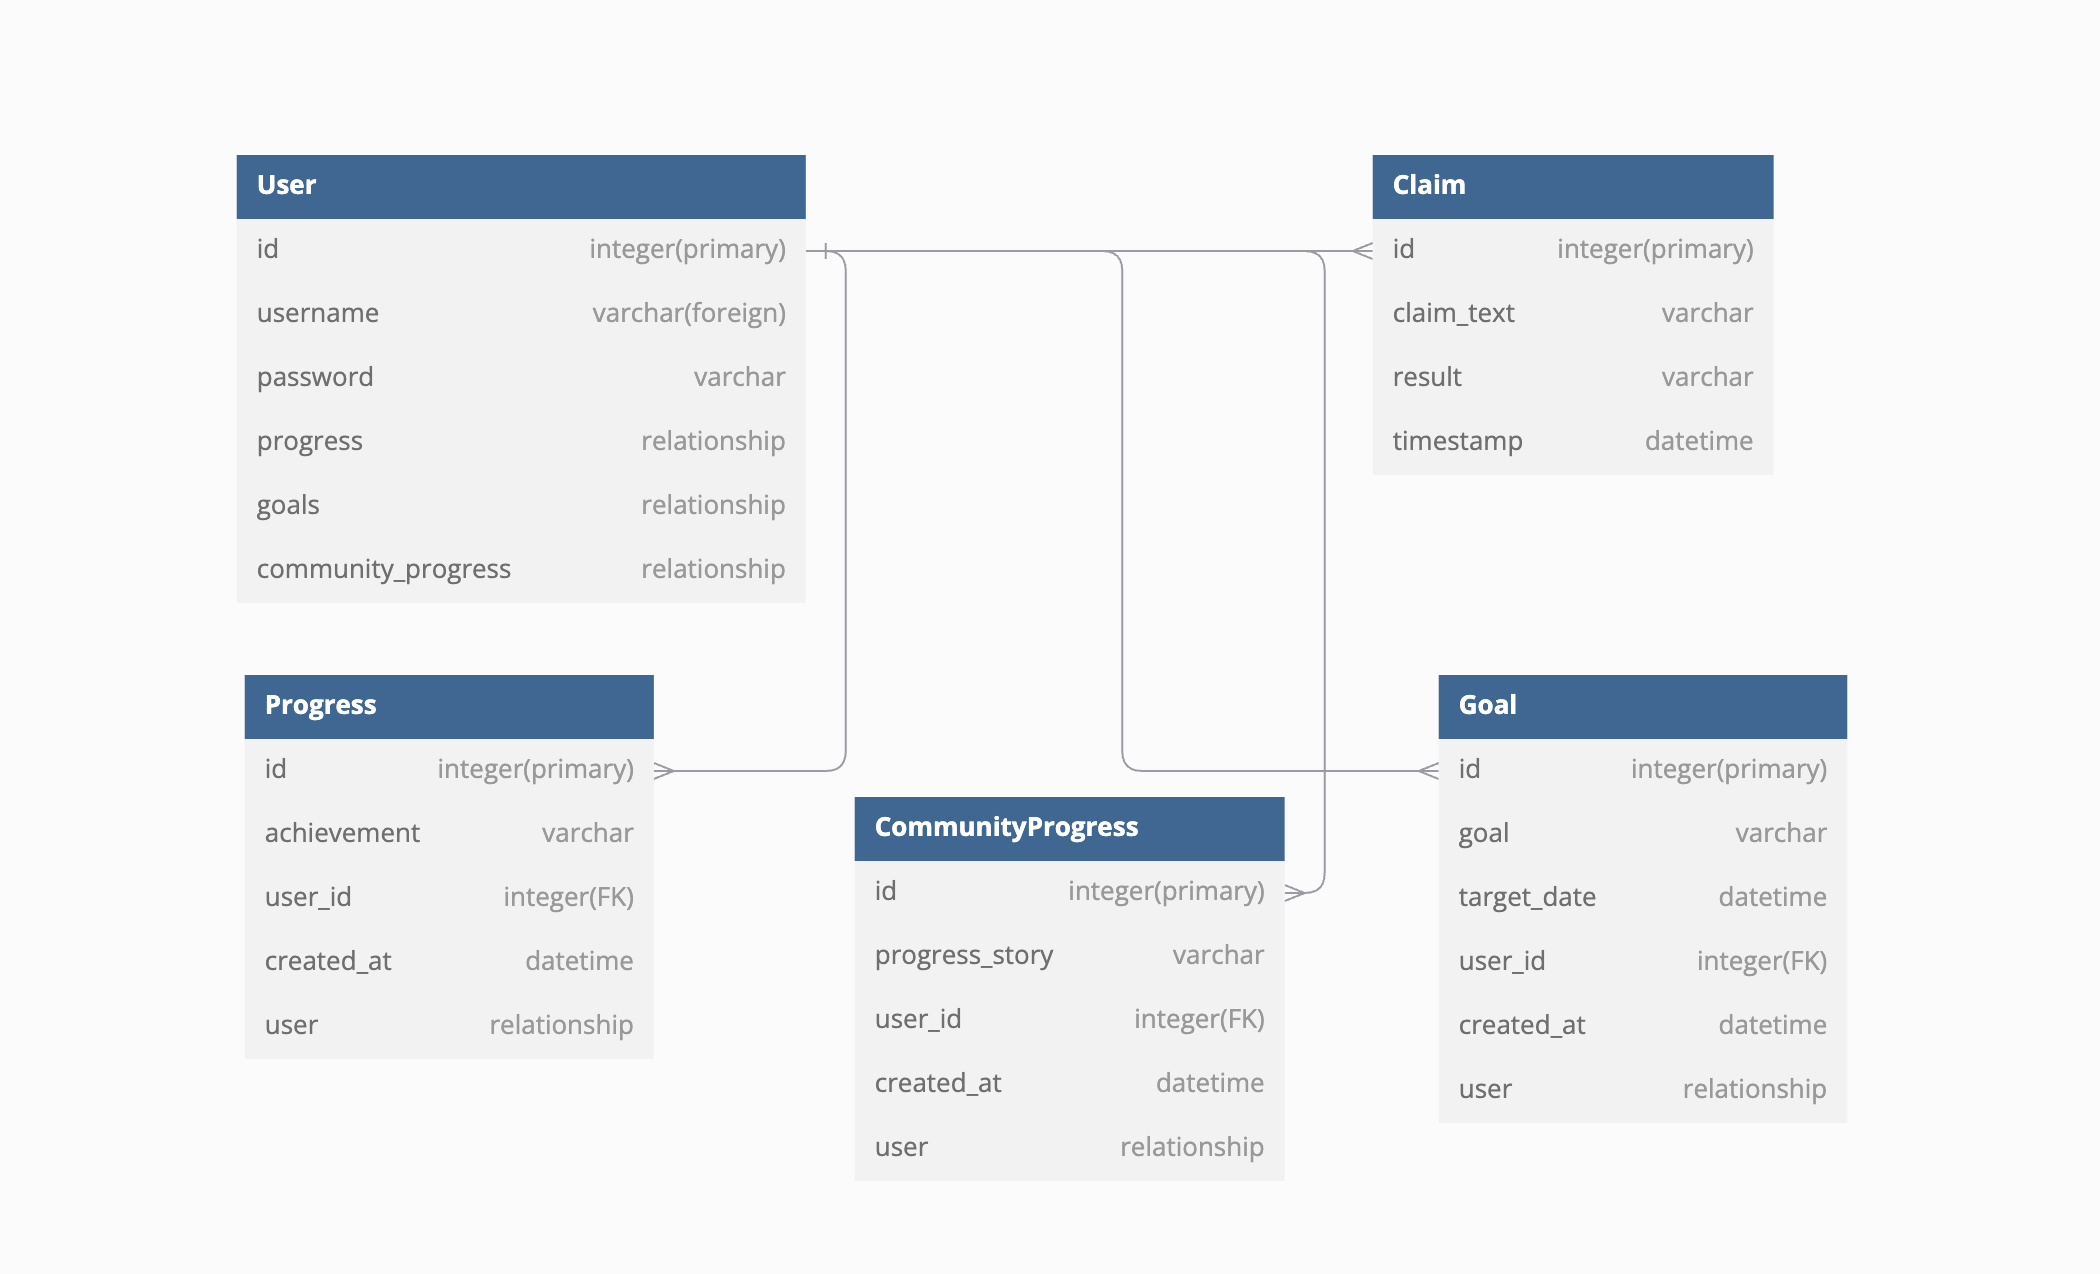 User
id integer(primary)
username varchar(foreign)
password varchar
progress relationship
goals relationship
community_progress relationship
Claim
id integer(primary)
claim_text varchar
result varchar
timestamp datetime
Progress
id integer(primary)
achievement varchar
user_id integer(FK)
created_at datetime
user relationship
CommunityProgress
id integer(primary)
progress_story varchar
user_id integer(FK)
created_at datetime
user relationship
Goal
id integer(primary)
goal varchar
target_date datetime
user_id integer(FK)
created_at datetime
user relationship